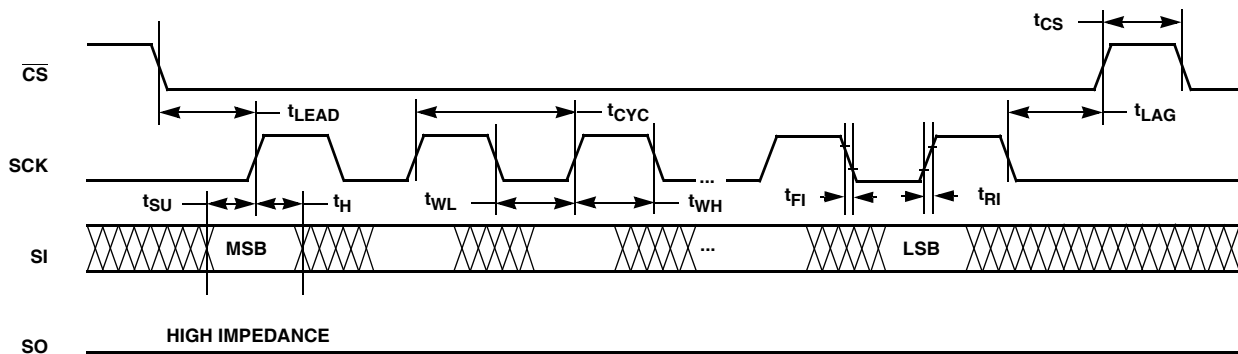 tCS
CS
tLEAD
tCYC
tLAG
SCK
...
tSU
tH
tWL
tWH
tFI
tRI
SI
MSB
...
LSB
HIGH IMPEDANCE
SO